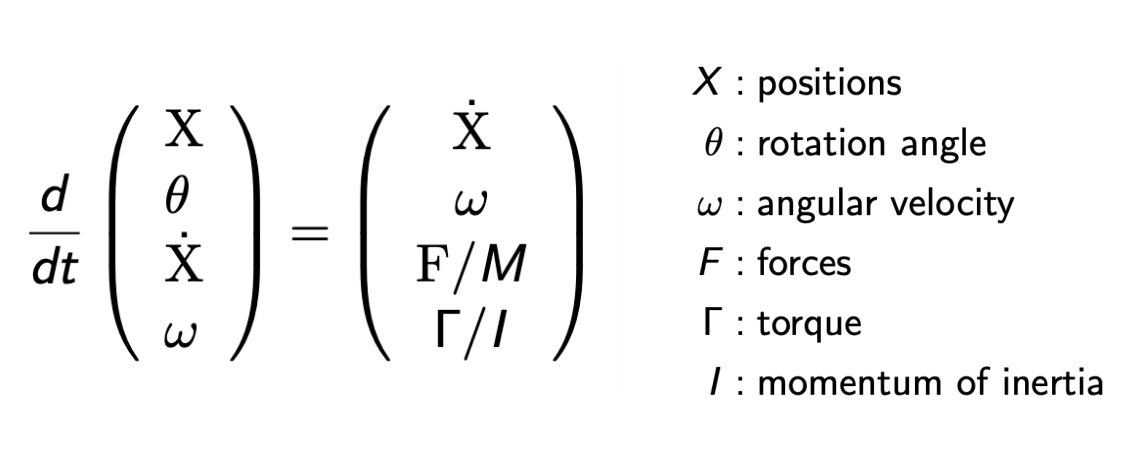 d/dt ( X θ Ẋ ω ) = ( Ẋ ω F/M Γ/I )
X : positions
θ : rotation angle
ω : angular velocity
F : forces
Γ : torque
I : momentum of inertia